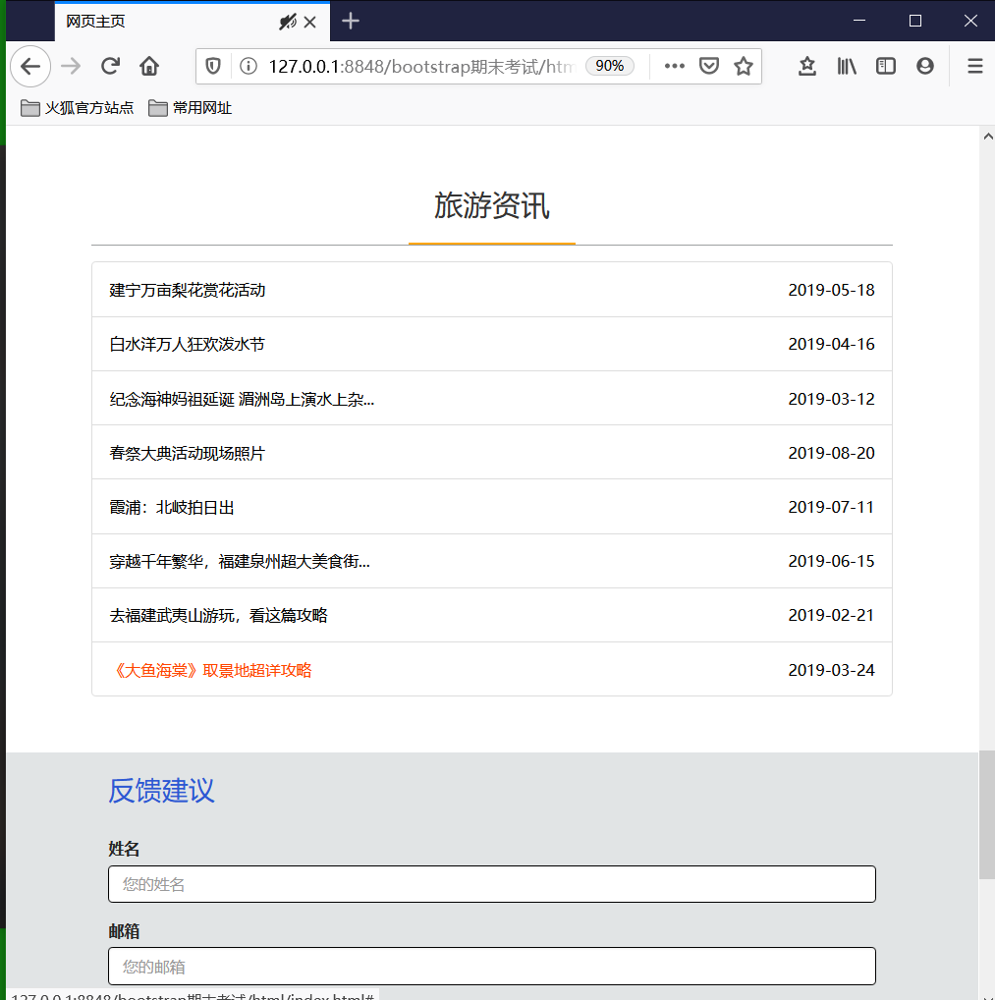 网页主页
127.0.0.1:8848/bootstrap期末考试/htm
90%
火狐官方站点 常用网址
旅游资讯
建宁万亩梨花赏花活动 2019-05-18
白水洋万人狂欢泼水节 2019-04-16
纪念海神妈祖延诞 湄洲岛上演水上杂... 2019-03-12
春祭大典活动现场照片 2019-08-20
霞浦：北岐拍日出 2019-07-11
穿越千年繁华，福建泉州超大美食街... 2019-06-15
去福建武夷山游玩，看这篇攻略 2019-02-21
《大鱼海棠》取景地超详攻略 2019-03-24
反馈建议
姓名
您的姓名
邮箱
您的邮箱
127.0.0.1:8848/bootstrap期末考试/html/index.html#